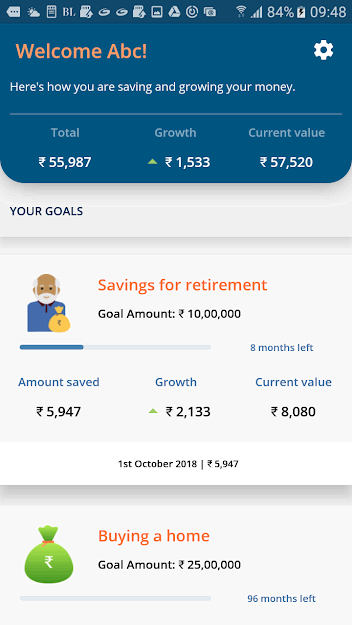 BL 84% 09:48
Welcome Abc!
Here's how you are saving and growing your money.
Total Growth Current value
₹ 55,987 ₹ 1,533 ₹ 57,520
YOUR GOALS
Savings for retirement
Goal Amount: ₹ 10,00,000
8 months left
Amount saved Growth Current value
₹ 5,947 ₹ 2,133 ₹ 8,080
1st October 2018 | ₹ 5,947
Buying a home
Goal Amount: ₹ 25,00,000
96 months left